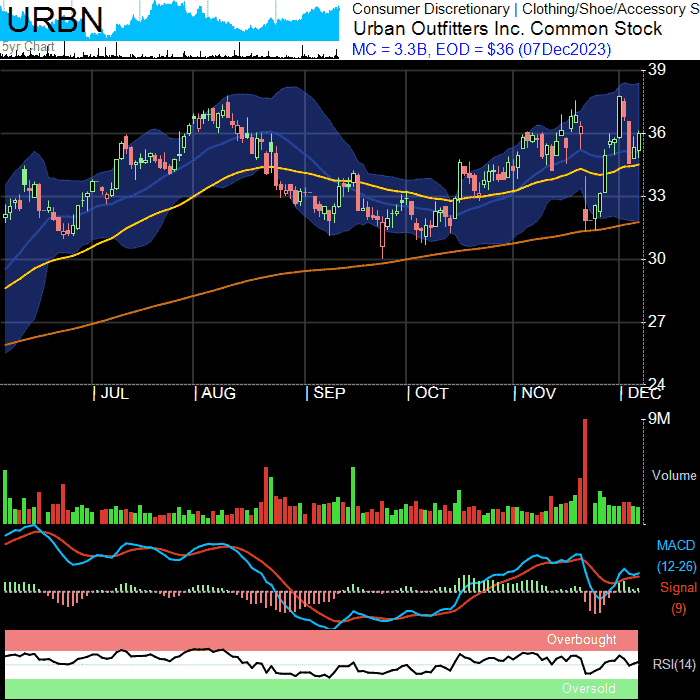 URBN
5yr Chart
Consumer Discretionary | Clothing/Shoe/Accessory S
Urban Outfitters Inc. Common Stock
MC = 3.3B, EOD = $36 (07Dec2023)
39
36
33
30
27
24
| JUL | AUG | SEP | OCT | NOV | DEC
9M
Volume
MACD
(12-26)
Signal
(9)
Overbought
RSI(14)
Oversold